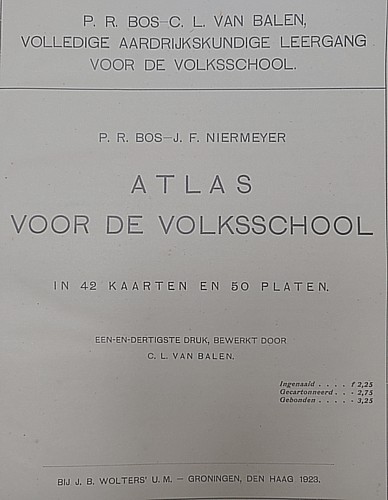 P. R. BOS—C. L. VAN BALEN,
VOLLEDIGE AARDRIJKSKUNDIGE LEERGANG
VOOR DE VOLKSSCHOOL.
P. R. BOS—J. F. NIERMEYER
ATLAS
VOOR DE VOLKSSCHOOL
IN 42 KAARTEN EN 50 PLATEN.
EEN-EN-DERTIGSTE DRUK, BEWERKT DOOR
C. L. VAN BALEN.
Ingenaaid . . . . f 2,25
Gecartonneerd . . - 2,75
Gebonden . . . . - 3,25
BIJ J. B. WOLTERS' U. M. — GRONINGEN, DEN HAAG 1923.